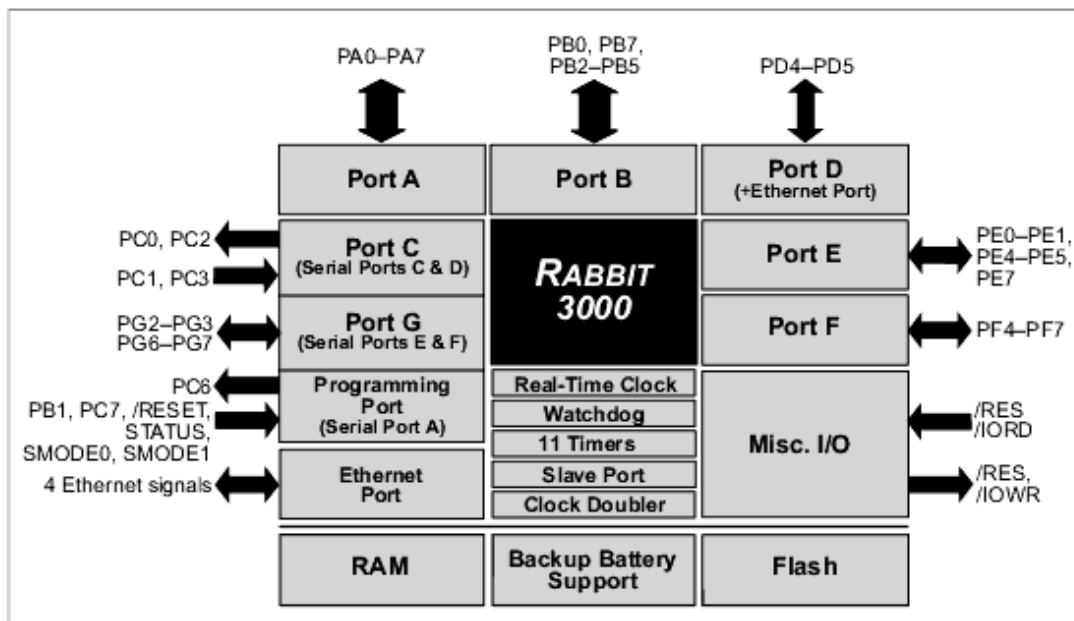 PA0–PA7
PB0, PB7,
PB2–PB5
PD4–PD5
Port A
Port B
Port D
(+Ethernet Port)
PC0, PC2
PC1, PC3
Port C
(Serial Ports C & D)
RABBIT
3000
Port E
PE0–PE1,
PE4–PE5,
PE7
PG2–PG3
PG6–PG7
Port G
(Serial Ports E & F)
Port F
PF4–PF7
PC6
PB1, PC7, /RESET,
STATUS,
SMODE0, SMODE1
Programming
Port
(Serial Port A)
Real-Time Clock
Watchdog
11 Timers
Slave Port
Clock Doubler
Misc. I/O
/RES
/IORD
/RES,
/IOWR
4 Ethernet signals
Ethernet
Port
RAM
Backup Battery
Support
Flash